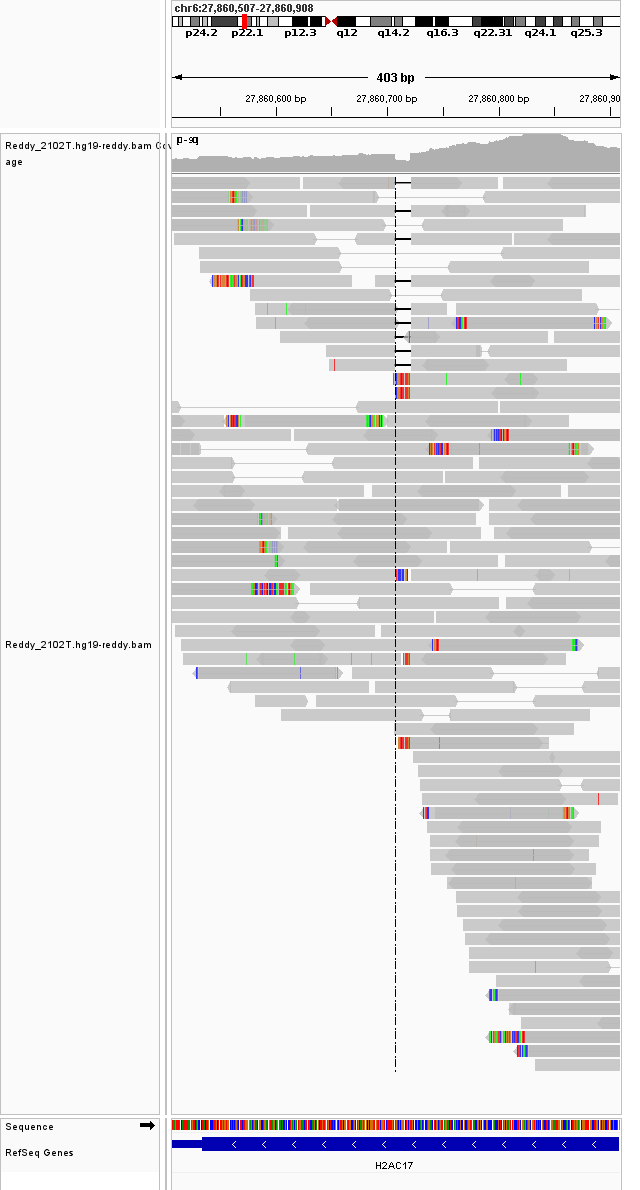 chr6:27,860,507-27,860,908
p24.2 p22.1 p12.3 q12 q14.2 q16.3 q22.31 q24.1 q25.3
403 bp
27,860,600 bp 27,860,700 bp 27,860,800 bp 27,860,90
Reddy_2102T.hg19-reddy.bam Cov
age
Reddy_2102T.hg19-reddy.bam
Sequence
RefSeq Genes
H2AC17